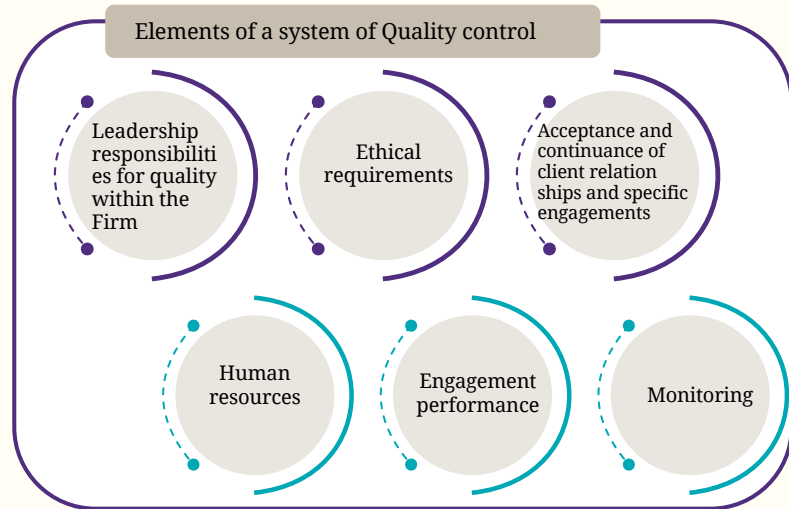 Elements of a system of Quality control
Leadership
responsibiliti
es for quality
within the
Firm
Ethical
requirements
Acceptance and
continuance of
client relation
ships and specific
engagements
Human
resources
Engagement
performance
Monitoring